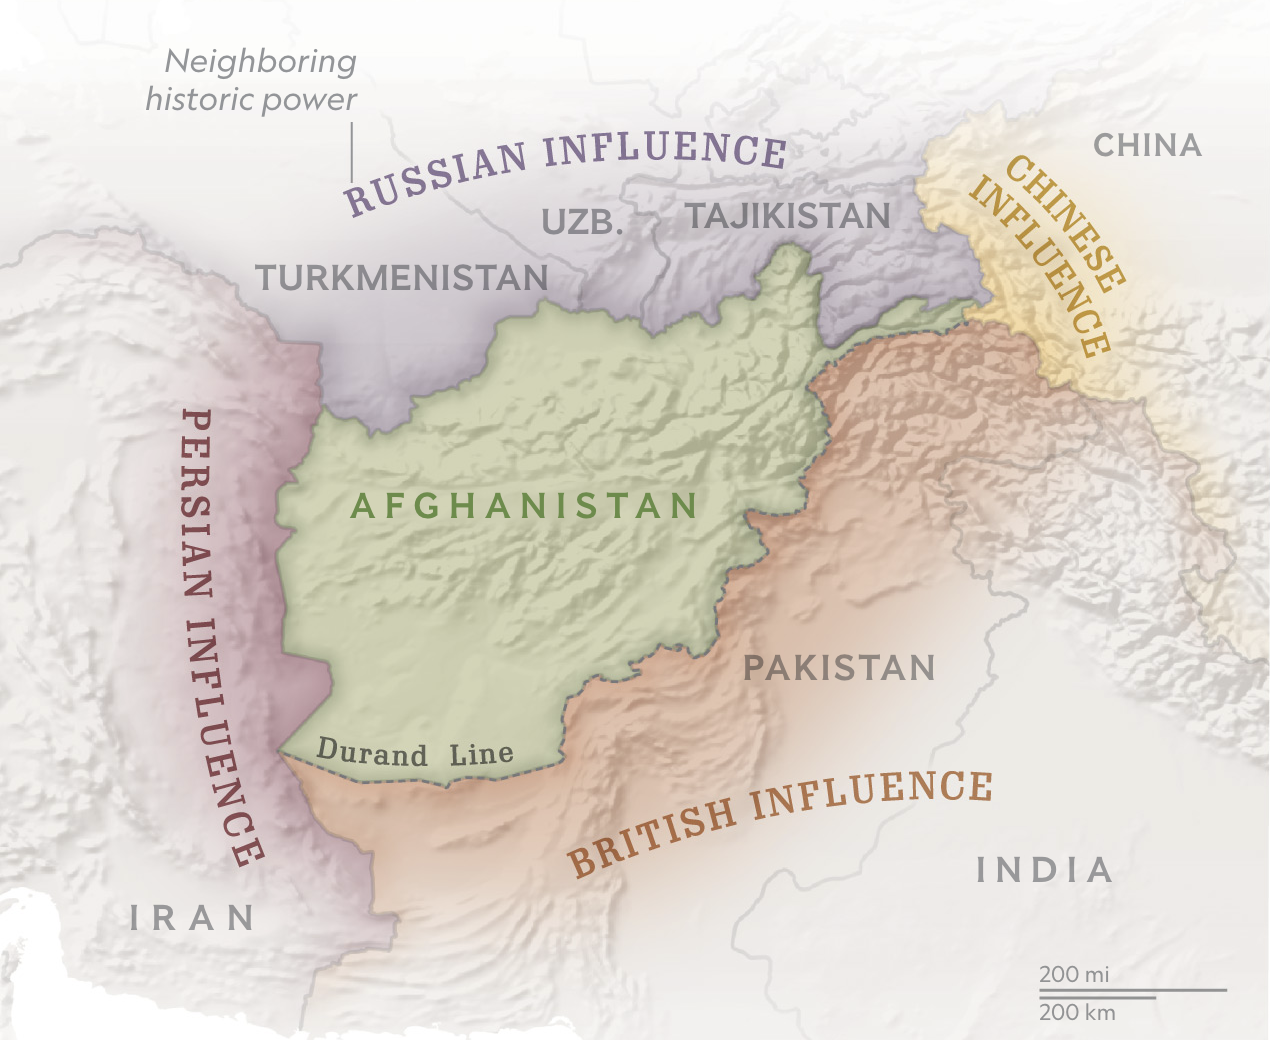 Neighboring
historic power
RUSSIAN INFLUENCE
CHINA
CHINESE
INFLUENCE
UZB.
TAJIKISTAN
TURKMENISTAN
PERSIAN INFLUENCE
AFGHANISTAN
PAKISTAN
Durand Line
BRITISH INFLUENCE
INDIA
IRAN
200 mi
200 km